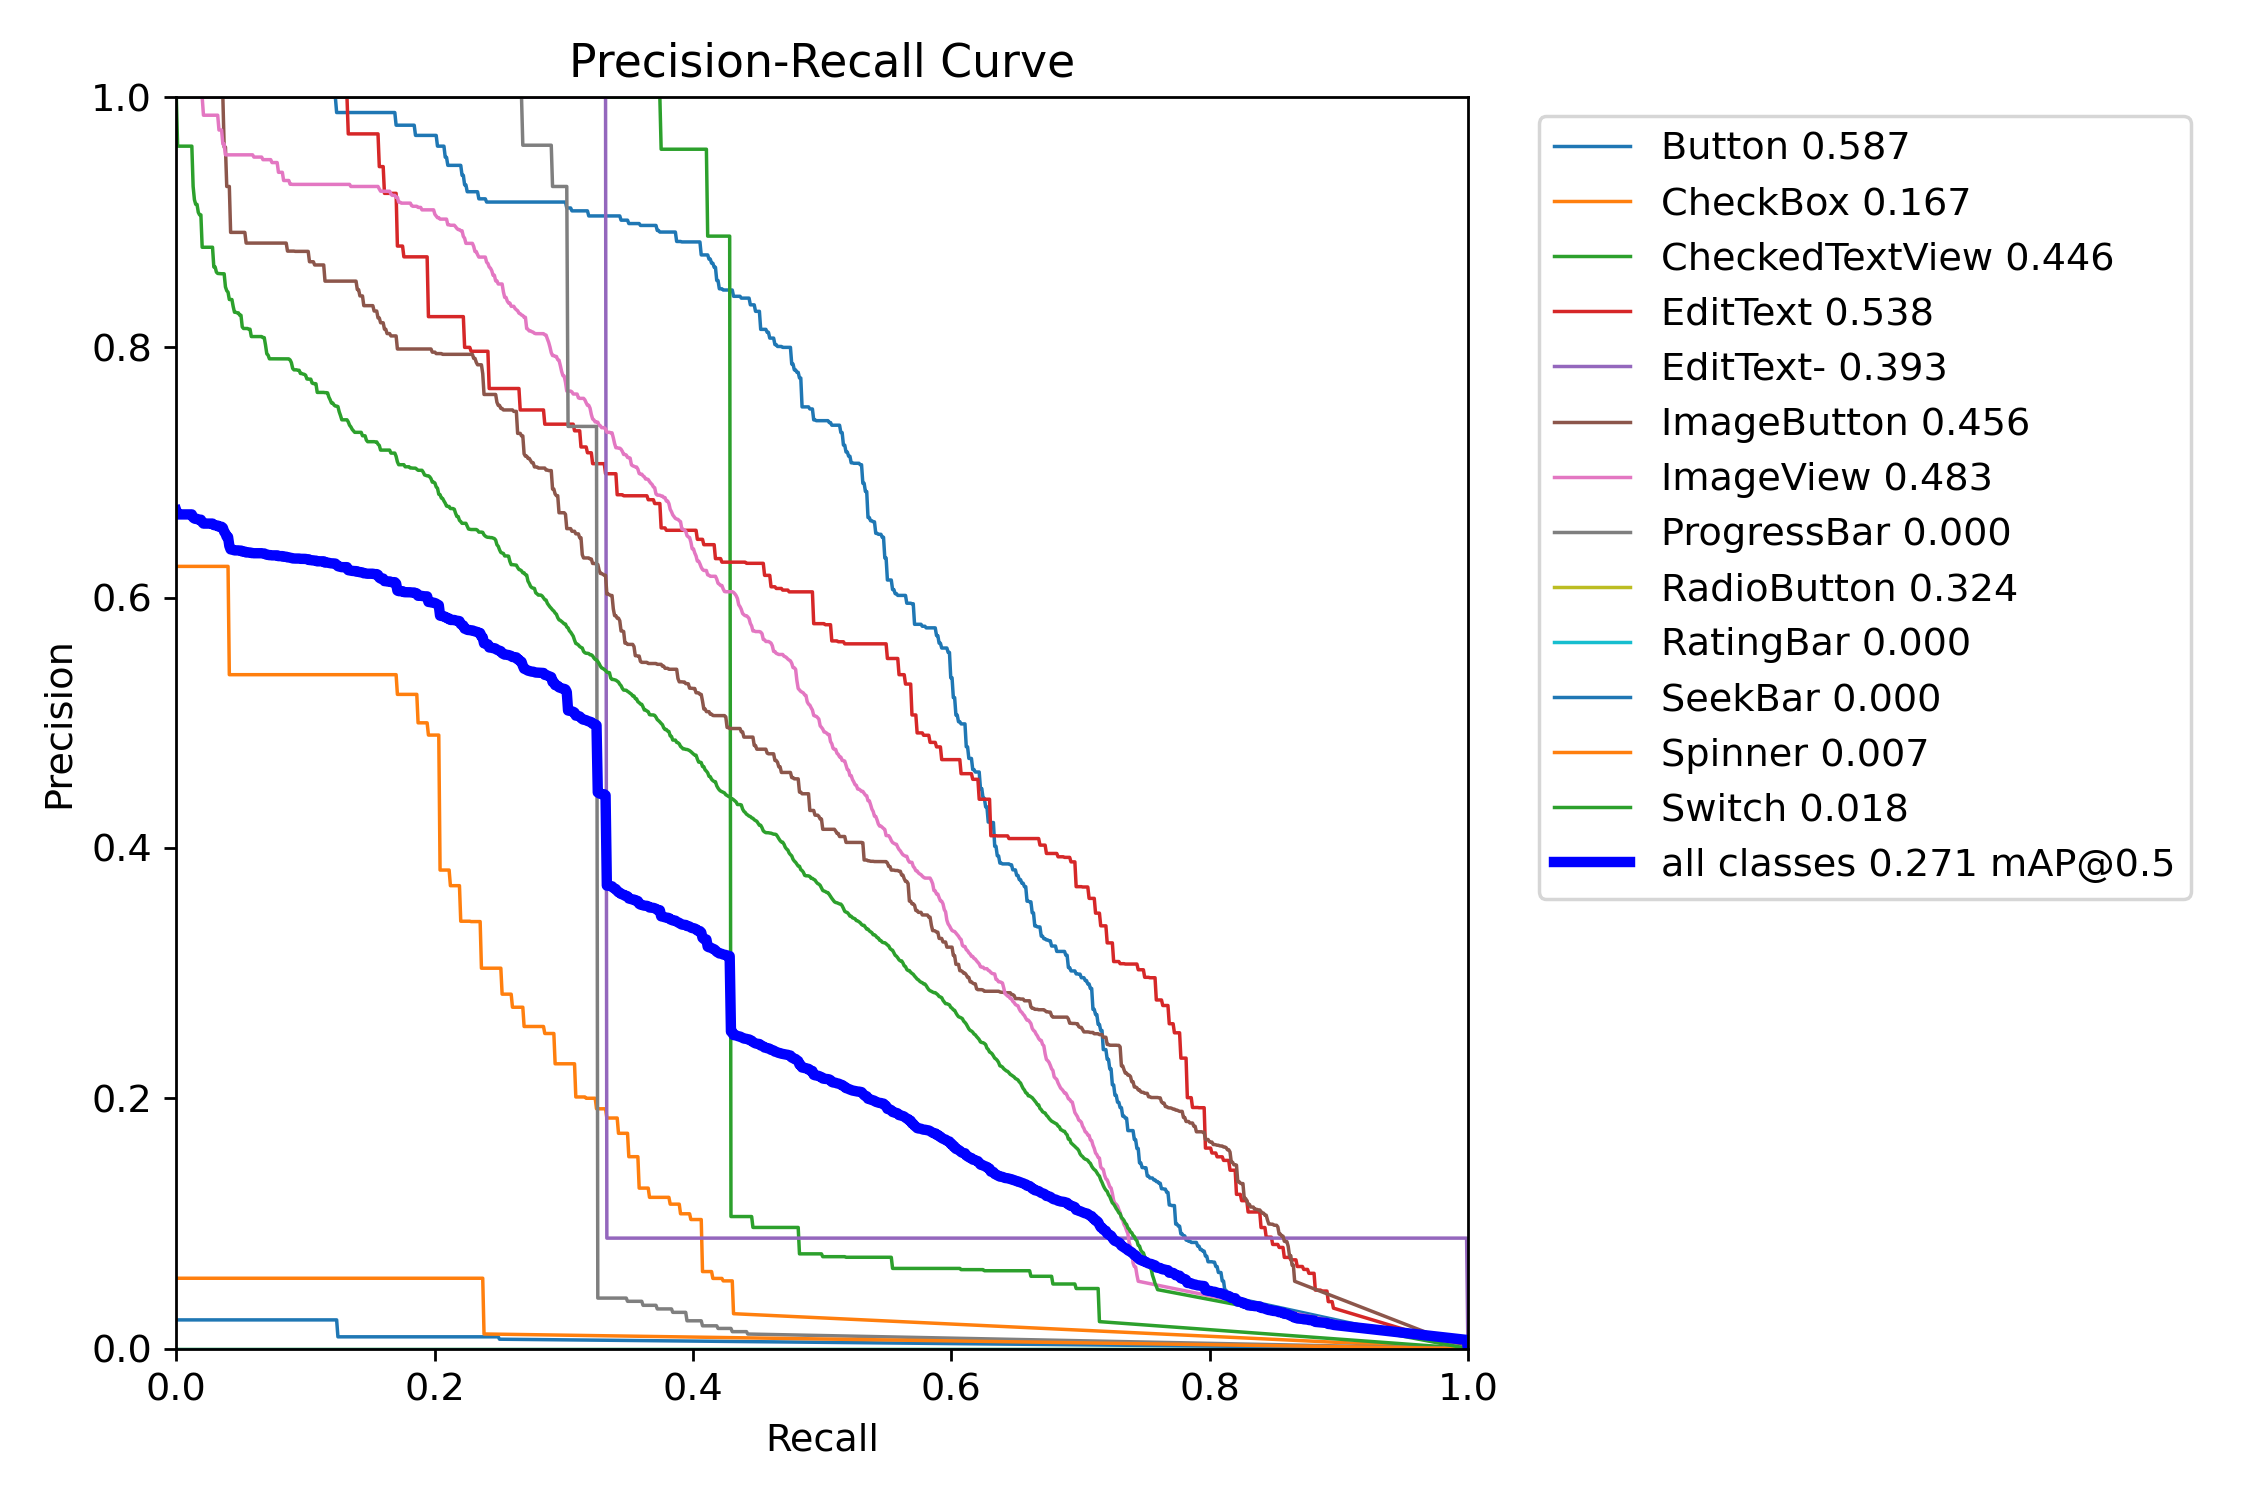 Precision-Recall Curve
1.0
0.8
0.6
0.4
0.2
0.0
Precision
0.0 0.2 0.4 0.6 0.8 1.0
Recall
Button 0.587
CheckBox 0.167
CheckedTextView 0.446
EditText 0.538
EditText- 0.393
ImageButton 0.456
ImageView 0.483
ProgressBar 0.000
RadioButton 0.324
RatingBar 0.000
SeekBar 0.000
Spinner 0.007
Switch 0.018
all classes 0.271 mAP@0.5